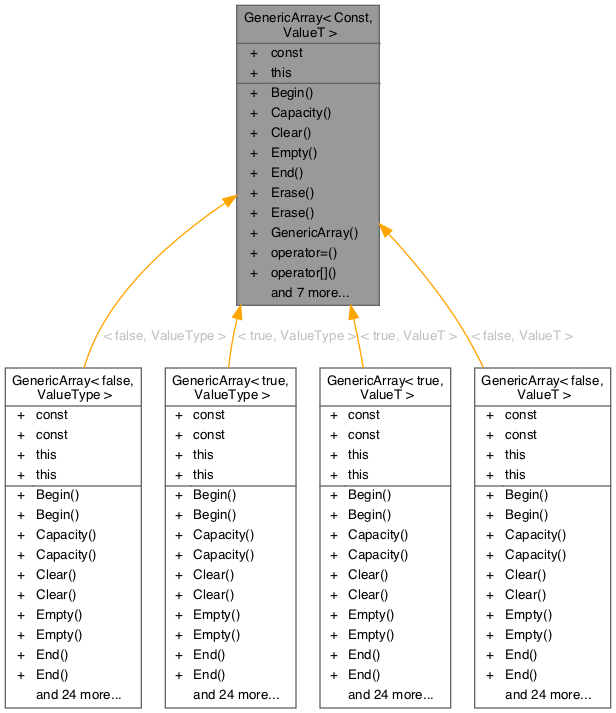 GenericArray< Const,
ValueT >
+ const
+ this
+ Begin()
+ Capacity()
+ Clear()
+ Empty()
+ End()
+ Erase()
+ Erase()
+ GenericArray()
+ operator=()
+ operator[]()
and 7 more...
< false, ValueType >
< true, ValueType >
< true, ValueT >
< false, ValueT >
GenericArray< false,
ValueType >
+ const
+ const
+ this
+ this
+ Begin()
+ Begin()
+ Capacity()
+ Capacity()
+ Clear()
+ Clear()
+ Empty()
+ Empty()
+ End()
+ End()
and 24 more...
GenericArray< true,
ValueType >
+ const
+ const
+ this
+ this
+ Begin()
+ Begin()
+ Capacity()
+ Capacity()
+ Clear()
+ Clear()
+ Empty()
+ Empty()
+ End()
+ End()
and 24 more...
GenericArray< true,
ValueT >
+ const
+ const
+ this
+ this
+ Begin()
+ Begin()
+ Capacity()
+ Capacity()
+ Clear()
+ Clear()
+ Empty()
+ Empty()
+ End()
+ End()
and 24 more...
GenericArray< false,
ValueT >
+ const
+ const
+ this
+ this
+ Begin()
+ Begin()
+ Capacity()
+ Capacity()
+ Clear()
+ Clear()
+ Empty()
+ Empty()
+ End()
+ End()
and 24 more...